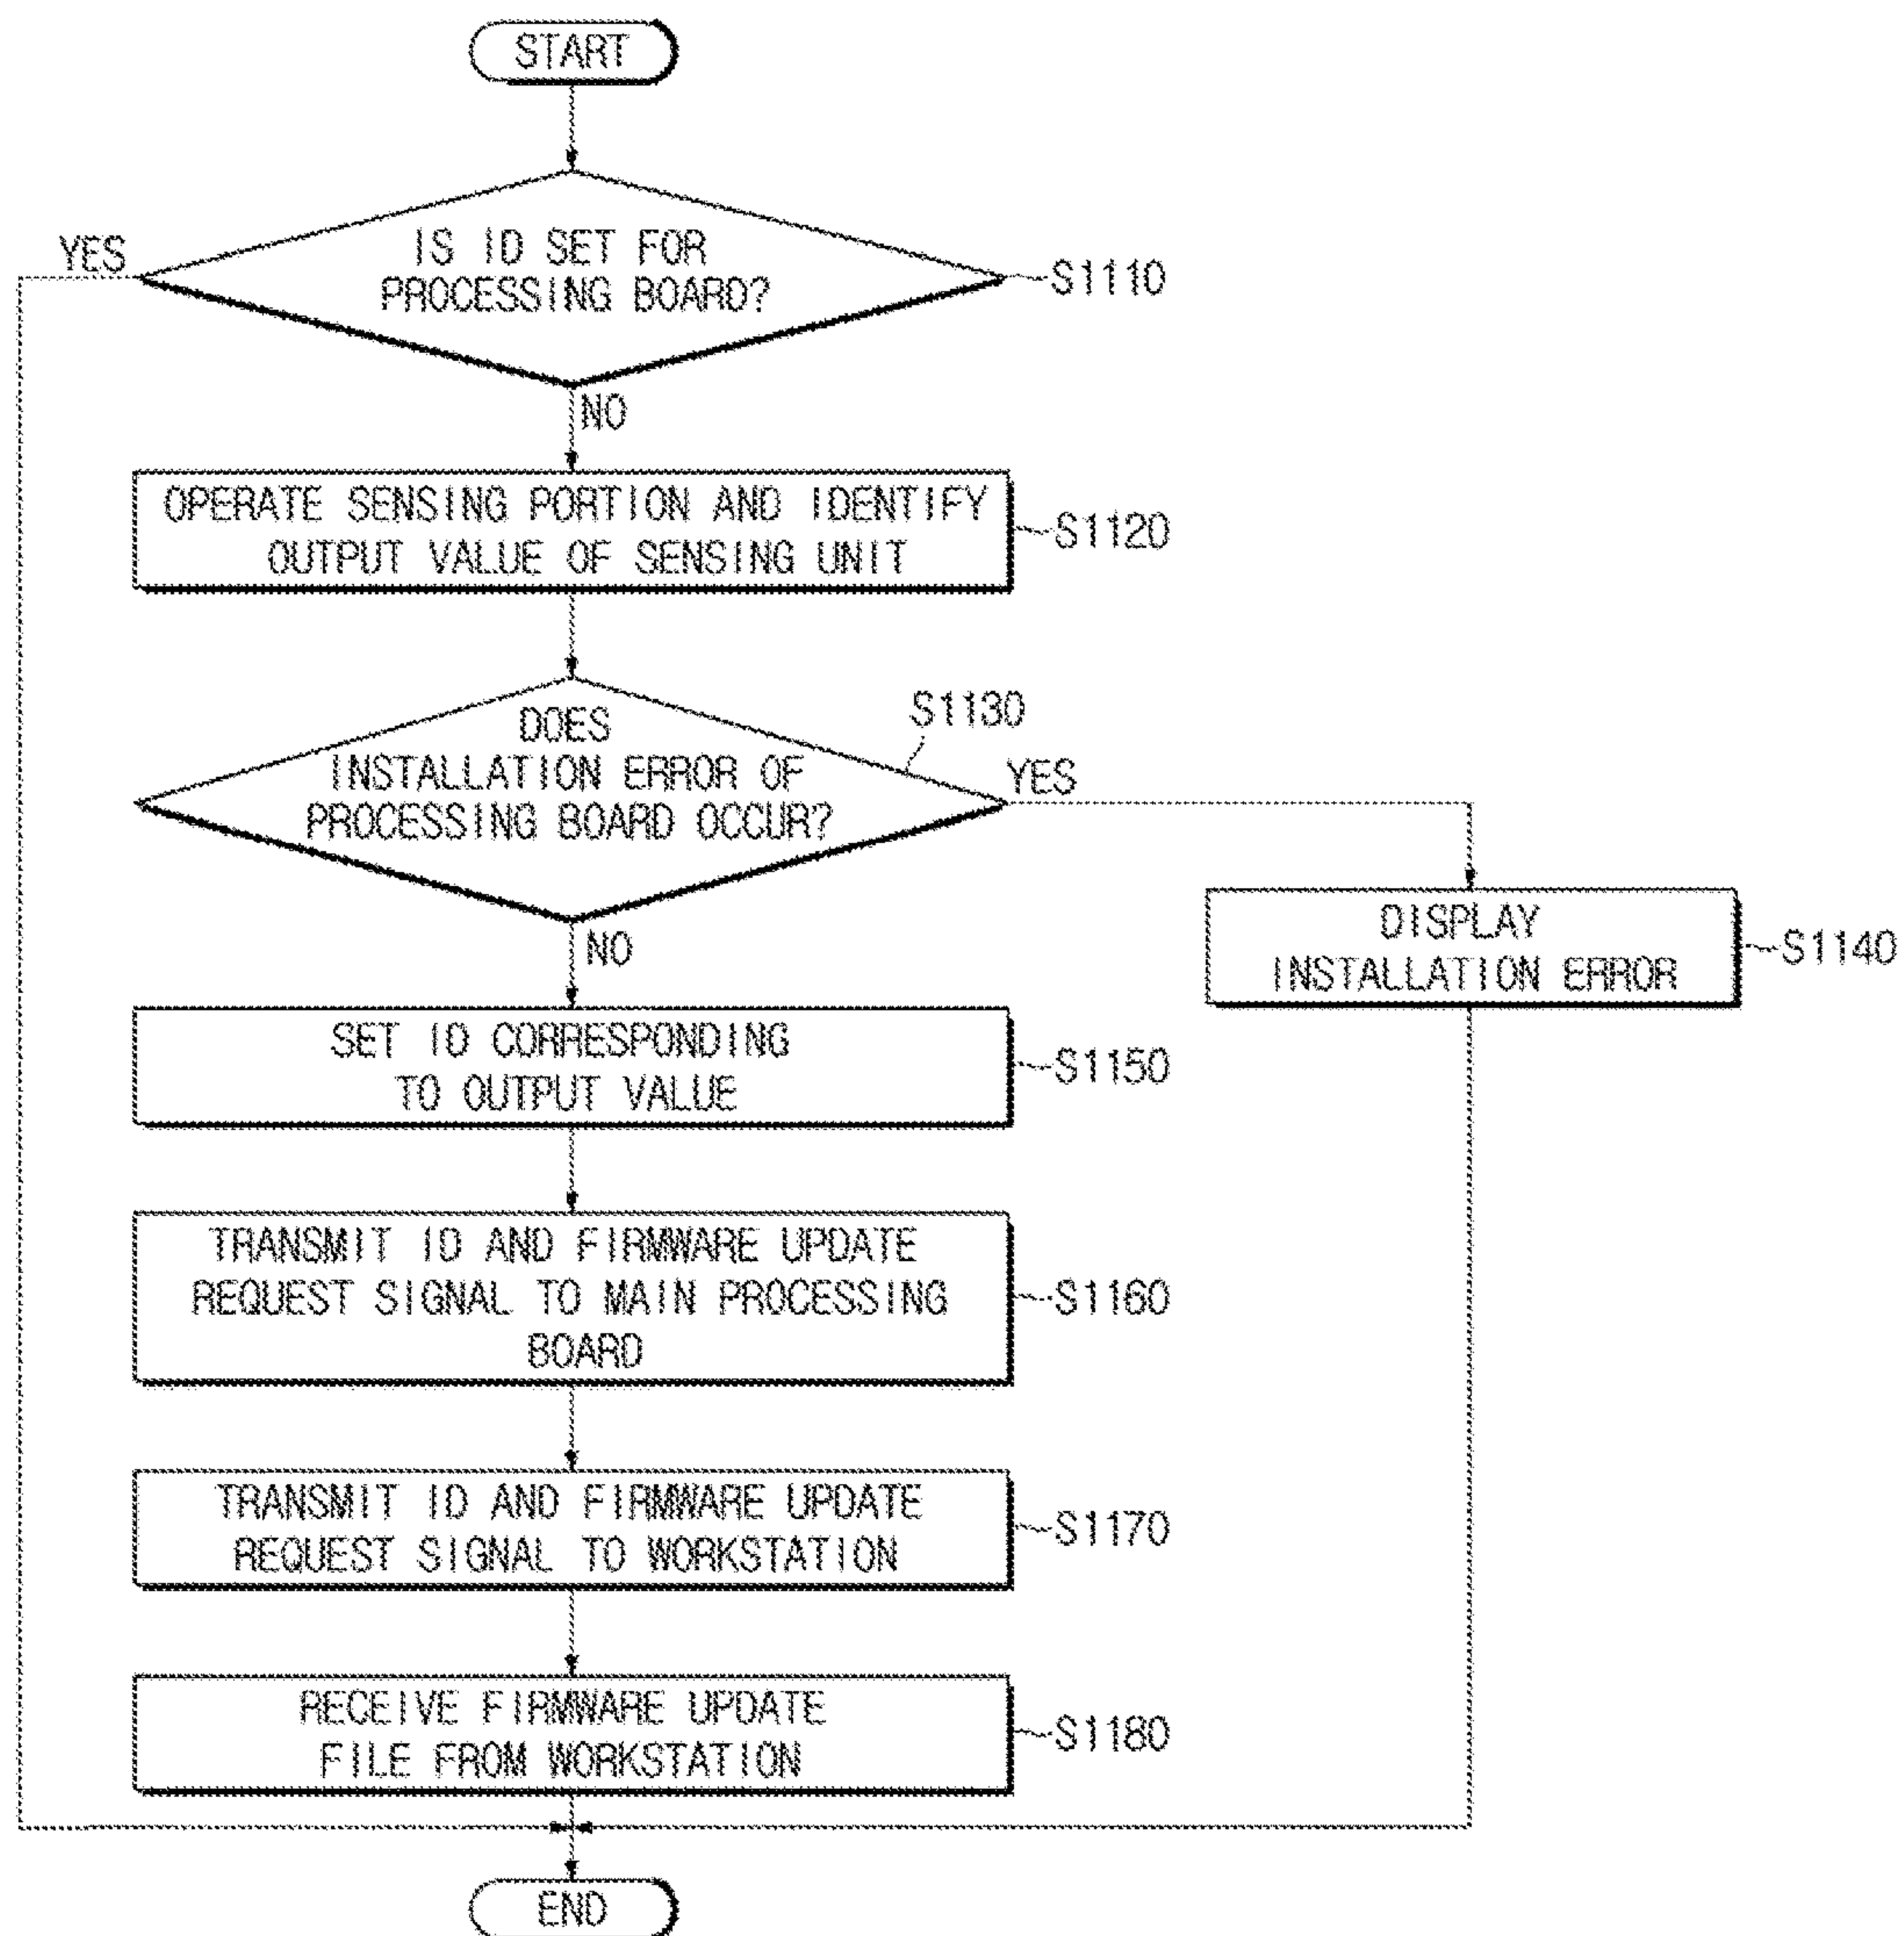 START
YES
IS ID SET FOR
PROCESSING BOARD?
S1110
NO
OPERATE SENSING PORTION AND IDENTIFY
OUTPUT VALUE OF SENSING UNIT
S1120
DOES
INSTALLATION ERROR OF
PROCESSING BOARD OCCUR?
S1130
YES
NO
DISPLAY
INSTALLATION ERROR
S1140
SET ID CORRESPONDING
TO OUTPUT VALUE
S1150
TRANSMIT ID AND FIRMWARE UPDATE
REQUEST SIGNAL TO MAIN PROCESSING
BOARD
S1160
TRANSMIT ID AND FIRMWARE UPDATE
REQUEST SIGNAL TO WORKSTATION
S1170
RECEIVE FIRMWARE UPDATE
FILE FROM WORKSTATION
S1180
END